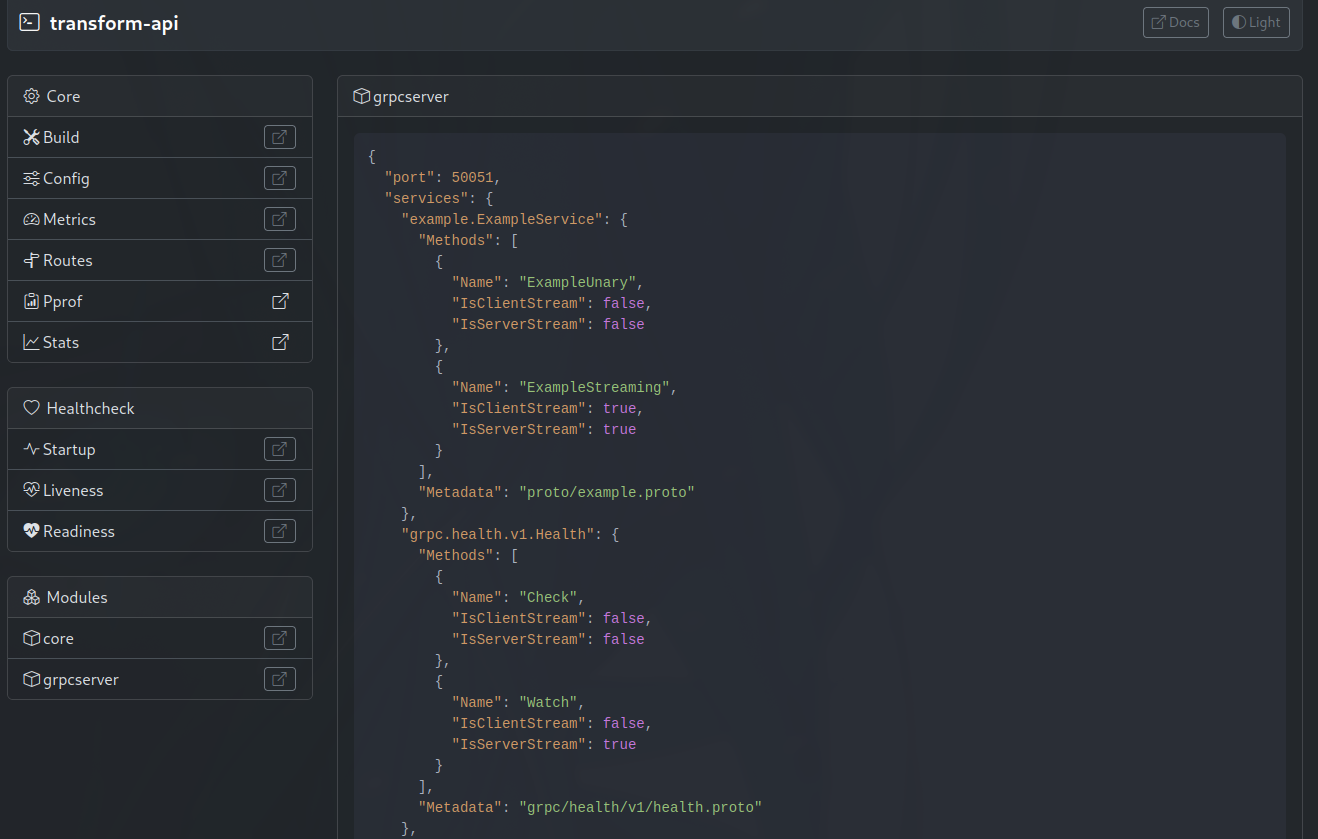 transform-api
Docs
Light
Core
Build
Config
Metrics
Routes
Pprof
Stats
Healthcheck
Startup
Liveness
Readiness
Modules
core
grpcserver
grpcserver
{
  "port": 50051,
  "services": {
    "example.ExampleService": {
      "Methods": [
        {
          "Name": "ExampleUnary",
          "IsClientStream": false,
          "IsServerStream": false
        },
        {
          "Name": "ExampleStreaming",
          "IsClientStream": true,
          "IsServerStream": true
        }
      ],
      "Metadata": "proto/example.proto"
    },
    "grpc.health.v1.Health": {
      "Methods": [
        {
          "Name": "Check",
          "IsClientStream": false,
          "IsServerStream": false
        },
        {
          "Name": "Watch",
          "IsClientStream": false,
          "IsServerStream": true
        }
      ],
      "Metadata": "grpc/health/v1/health.proto"
    },